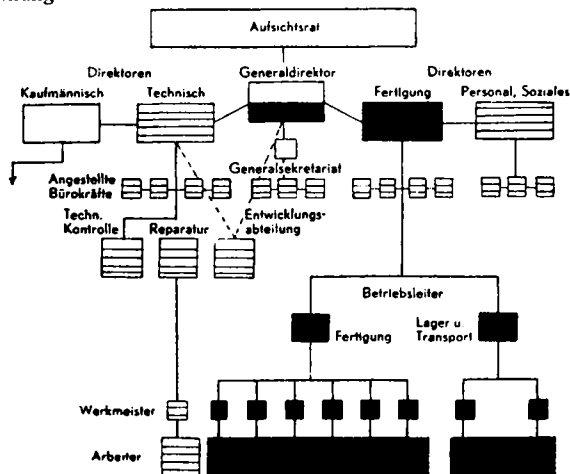 Aufsichtsrat
Direktoren
Generaldirektor
Direktoren
Kaufmännisch
Technisch
Fertigung
Personal, Soziales
Generalsekretariat
Angestellte
Bürokräfte
Techn.
Kontrolle
Reparatur
Entwicklungs-
abteilung
Betriebsleiter
Fertigung
Lager u.
Transport
Werkmeister
Arbeiter